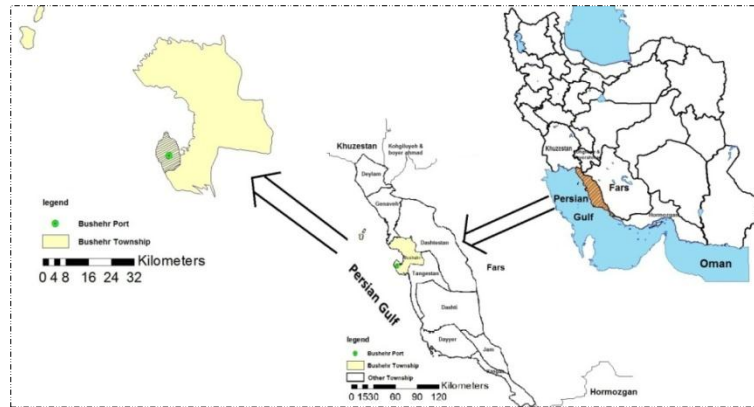 legend
Bushehr Port
Bushehr Township
Kilometers
0 4 8 16 24 32
Khuzestan
Kohgiluyeh &
boyer ahmad
Deylam
Genaveh
Dashtestan
Bushehr
Tangestan
Fars
Dashti
Dayyer
Jam
Persian Gulf
legend
Bushehr Port
Bushehr Township
Other Township
Kilometers
0 1530 60 90 120
Hormozgan
Khuzestan
Fars
Persian
Gulf
Hormozgan
Oman